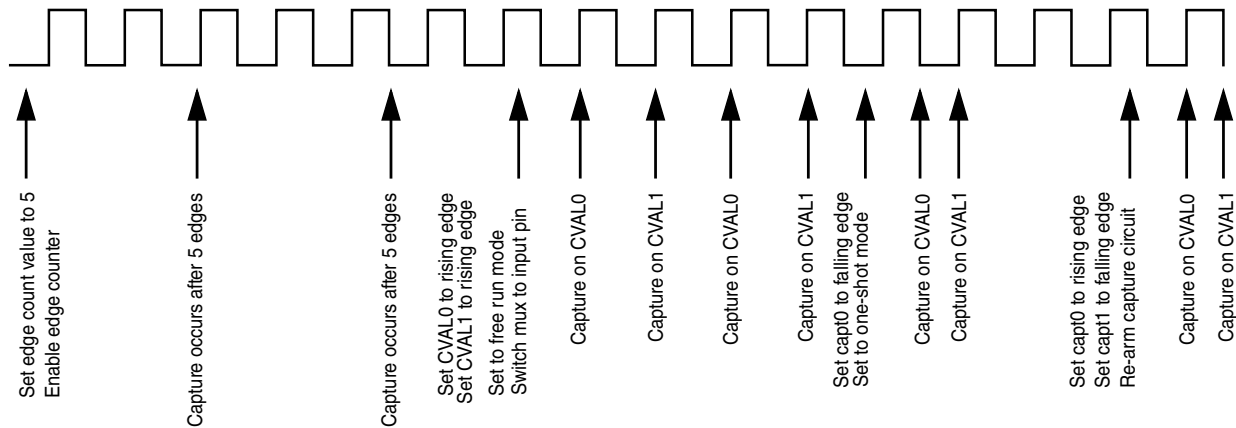 Set edge count value to 5
Enable edge counter
Capture occurs after 5 edges
Capture occurs after 5 edges
Set CVAL0 to rising edge
Set CVAL1 to rising edge
Set to free run mode
Switch mux to input pin
Capture on CVAL0
Capture on CVAL1
Capture on CVAL0
Capture on CVAL1
Set capt0 to falling edge
Set to one-shot mode
Capture on CVAL0
Capture on CVAL1
Set capt0 to rising edge
Set capt1 to falling edge
Re-arm capture circuit
Capture on CVAL0
Capture on CVAL1